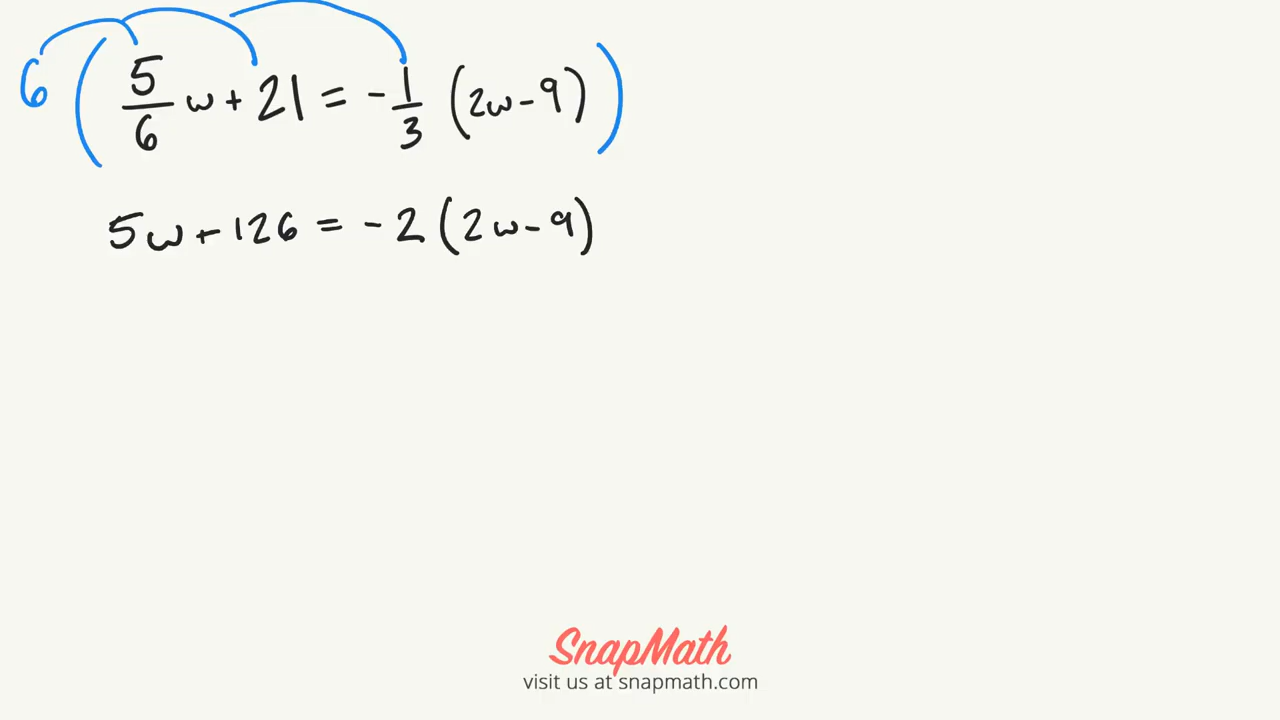 6 ( 5/6 w + 21 = - 1/3 (2w - 9) )
5w + 126 = - 2 (2w - 9)
SnapMath
visit us at snapmath.com